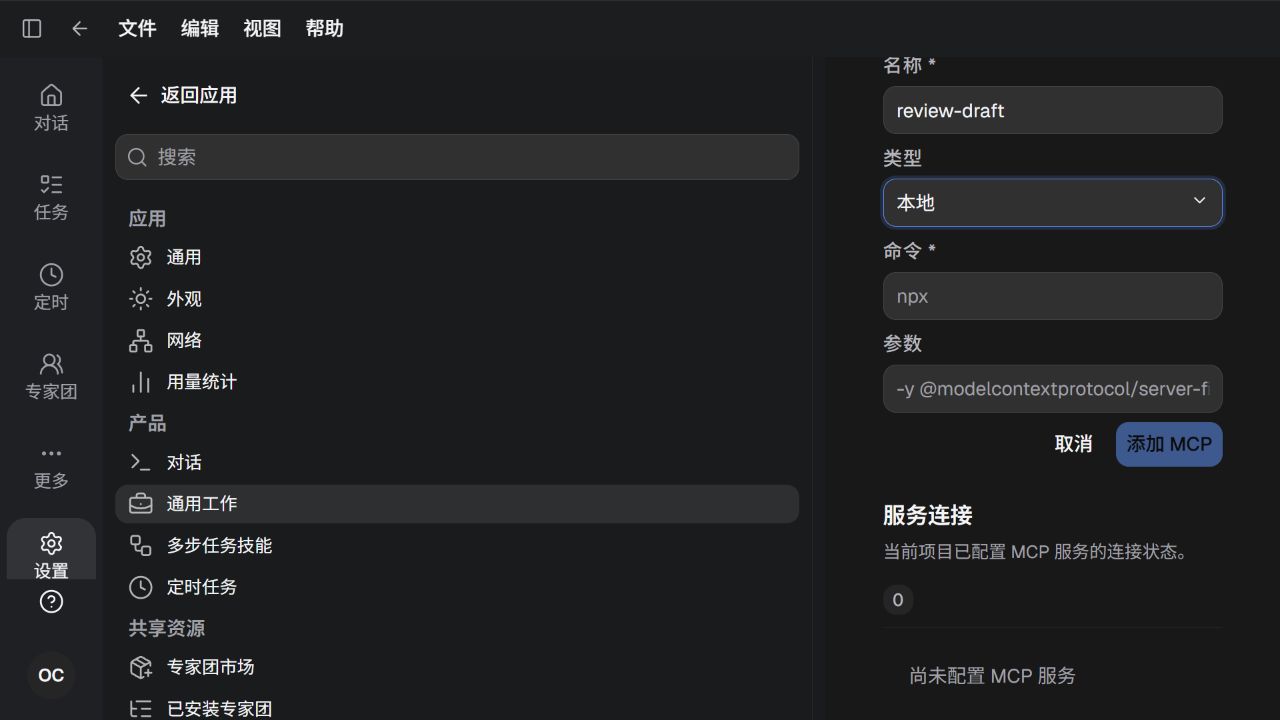 文件 编辑 视图 帮助
对话
任务
定时
专家团
更多
设置
OC
返回应用
搜索
应用
通用
外观
网络
用量统计
产品
对话
通用工作
多步任务技能
定时任务
共享资源
专家团市场
已安装专家团
名称 *
review-draft
类型
本地
命令 *
npx
参数
-y @modelcontextprotocol/server-fi
取消 添加 MCP
服务连接
当前项目已配置 MCP 服务的连接状态。
0
尚未配置 MCP 服务